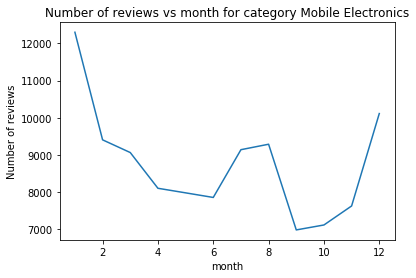 Number of reviews vs month for category Mobile Electronics
12000
11000
10000
9000
8000
7000
Number of reviews
2 4 6 8 10 12
month